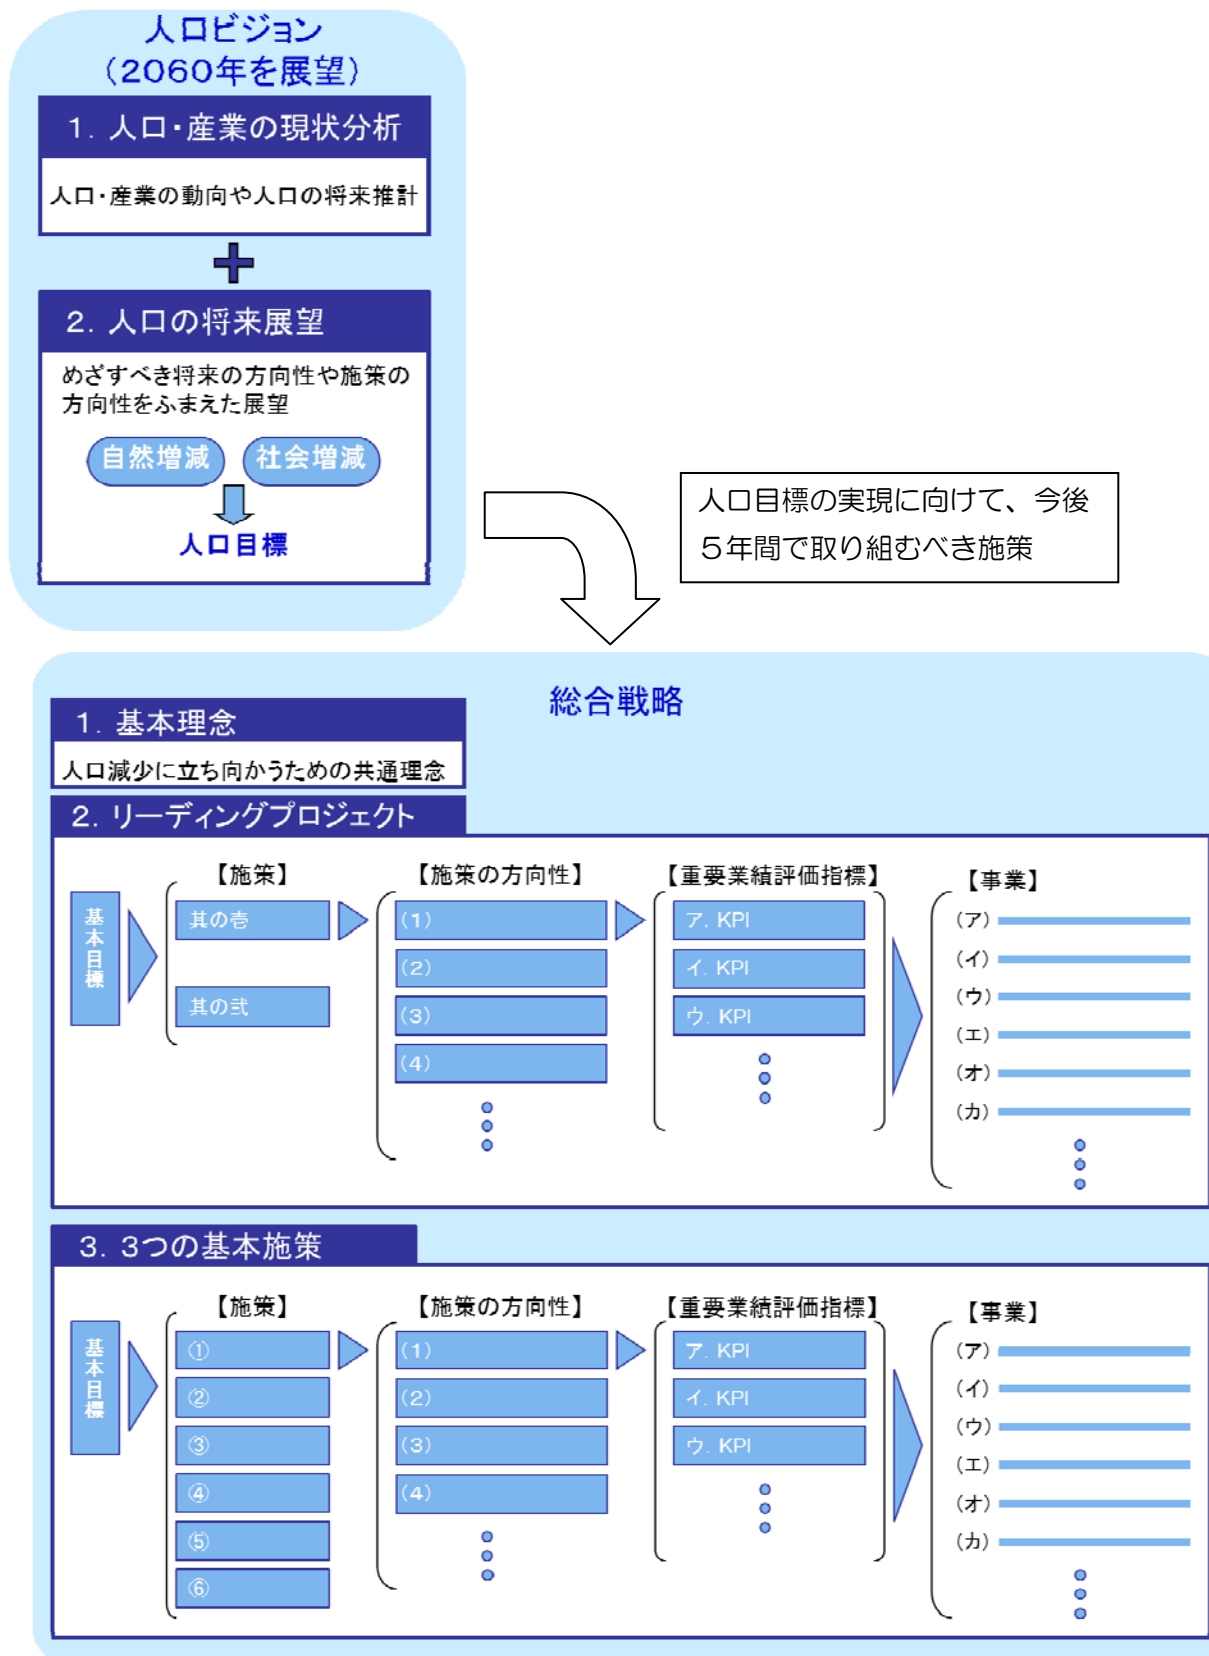 人口ビジョン
（2060年を展望）
1. 人口・産業の現状分析
人口・産業の動向や人口の将来推計
2. 人口の将来展望
めざすべき将来の方向性や施策の
方向性をふまえた展望
自然増減 社会増減
人口目標
人口目標の実現に向けて、今後
５年間で取り組むべき施策
総合戦略
1. 基本理念
人口減少に立ち向かうための共通理念
2. リーディングプロジェクト
基本目標
【施策】
其の壱
其の弐
【施策の方向性】
(1)
(2)
(3)
(4)
【重要業績評価指標】
ア. KPI
イ. KPI
ウ. KPI
【事業】
(ア)
(イ)
(ウ)
(エ)
(オ)
(カ)
3. 3つの基本施策
基本目標
【施策】
①
②
③
④
⑤
⑥
【施策の方向性】
(1)
(2)
(3)
(4)
【重要業績評価指標】
ア. KPI
イ. KPI
ウ. KPI
【事業】
(ア)
(イ)
(ウ)
(エ)
(オ)
(カ)